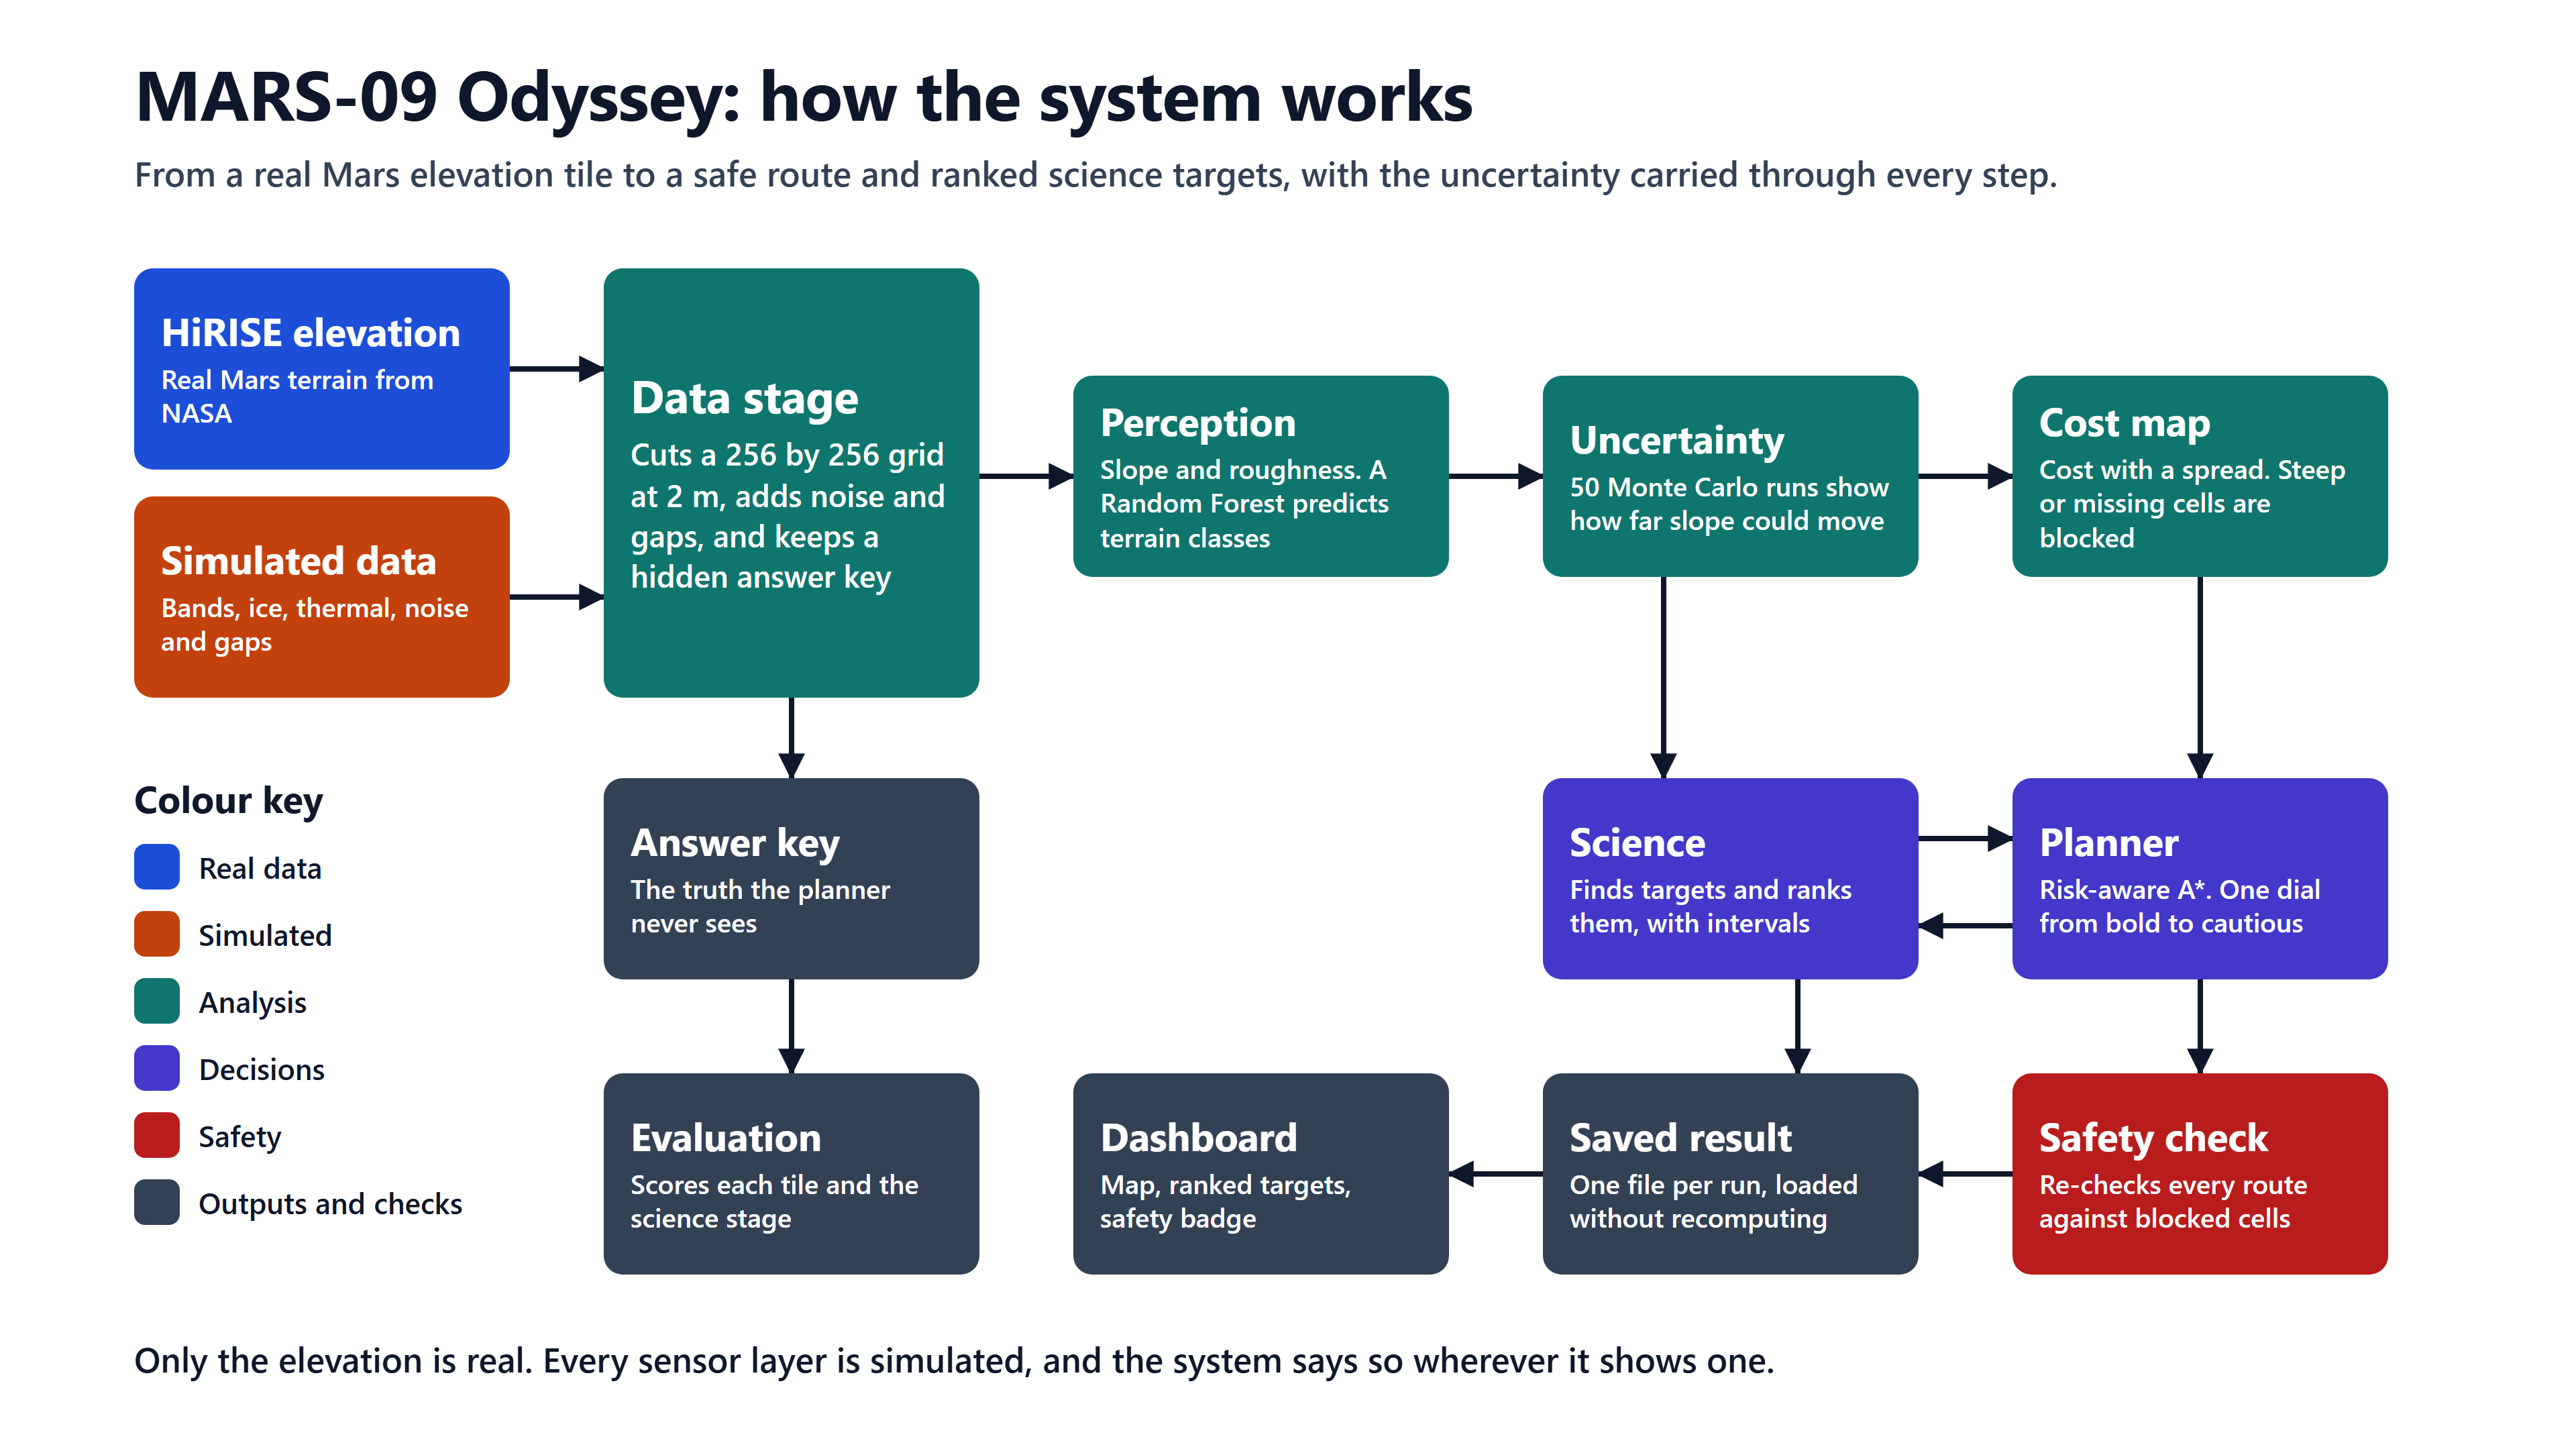 MARS-09 Odyssey: how the system works
From a real Mars elevation tile to a safe route and ranked science targets, with the uncertainty carried through every step.
HiRISE elevation
Real Mars terrain from
NASA
Simulated data
Bands, ice, thermal, noise
and gaps
Data stage
Cuts a 256 by 256 grid
at 2 m, adds noise and
gaps, and keeps a
hidden answer key
Perception
Slope and roughness. A
Random Forest predicts
terrain classes
Uncertainty
50 Monte Carlo runs show
how far slope could move
Cost map
Cost with a spread. Steep
or missing cells are
blocked
Colour key
Real data
Simulated
Analysis
Decisions
Safety
Outputs and checks
Answer key
The truth the planner
never sees
Science
Finds targets and ranks
them, with intervals
Planner
Risk-aware A*. One dial
from bold to cautious
Evaluation
Scores each tile and the
science stage
Dashboard
Map, ranked targets,
safety badge
Saved result
One file per run, loaded
without recomputing
Safety check
Re-checks every route
against blocked cells
Only the elevation is real. Every sensor layer is simulated, and the system says so wherever it shows one.